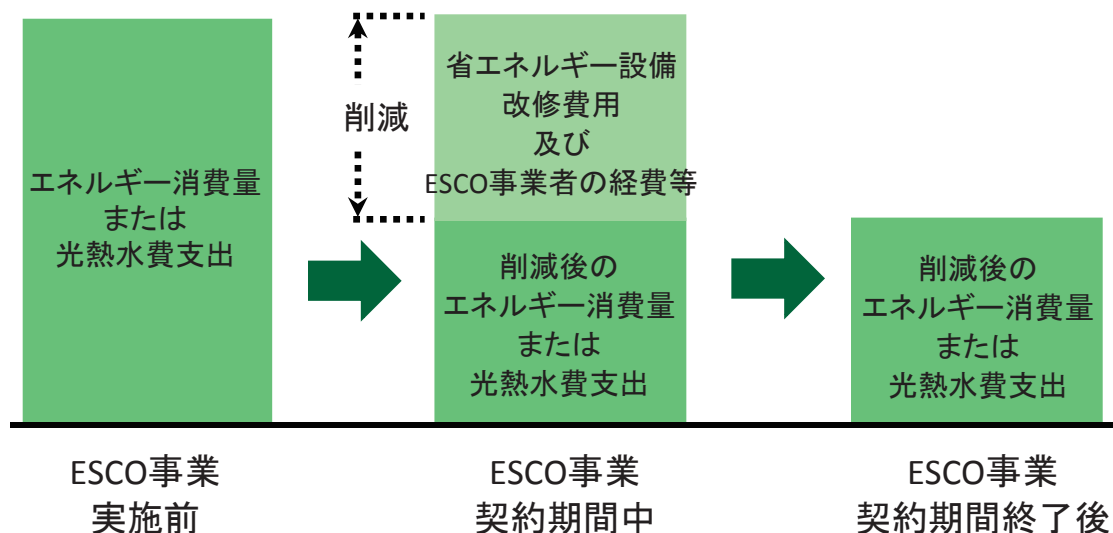 エネルギー消費量
または
光熱水費支出
削減
省エネルギー設備
改修費用
及び
ESCO事業者の経費等
削減後の
エネルギー消費量
または
光熱水費支出
削減後の
エネルギー消費量
または
光熱水費支出
ESCO事業
実施前
ESCO事業
契約期間中
ESCO事業
契約期間終了後